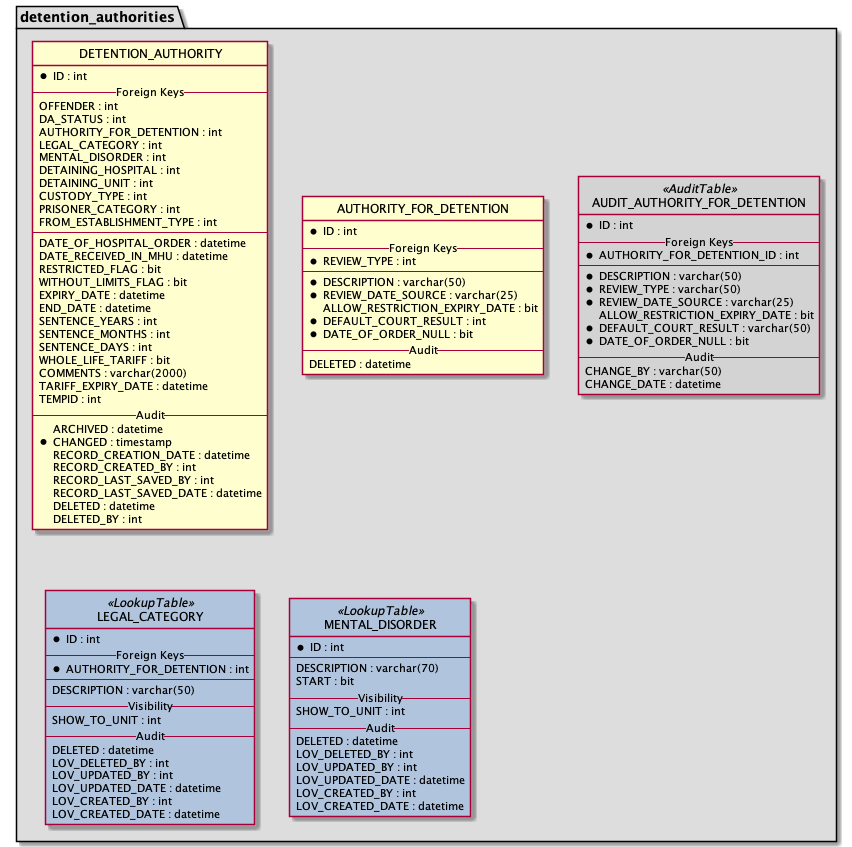 detention_authorities
DETENTION_AUTHORITY
ID : int
Foreign Keys
OFFENDER : int
DA_STATUS : int
AUTHORITY_FOR_DETENTION : int
LEGAL_CATEGORY : int
MENTAL_DISORDER : int
DETAINING_HOSPITAL : int
DETAINING_UNIT : int
CUSTODY_TYPE : int
PRISONER_CATEGORY : int
FROM_ESTABLISHMENT_TYPE : int
DATE_OF_HOSPITAL_ORDER : datetime
DATE_RECEIVED_IN_MHU : datetime
RESTRICTED_FLAG : bit
WITHOUT_LIMITS_FLAG : bit
EXPIRY_DATE : datetime
END_DATE : datetime
SENTENCE_YEARS : int
SENTENCE_MONTHS : int
SENTENCE_DAYS : int
WHOLE_LIFE_TARIFF : bit
COMMENTS : varchar(2000)
TARIFF_EXPIRY_DATE : datetime
TEMPID : int
Audit
ARCHIVED : datetime
CHANGED : timestamp
RECORD_CREATION_DATE : datetime
RECORD_CREATED_BY : int
RECORD_LAST_SAVED_BY : int
RECORD_LAST_SAVED_DATE : datetime
DELETED : datetime
DELETED_BY : int
AUTHORITY_FOR_DETENTION
ID : int
Foreign Keys
REVIEW_TYPE : int
DESCRIPTION : varchar(50)
REVIEW_DATE_SOURCE : varchar(25)
ALLOW_RESTRICTION_EXPIRY_DATE : bit
DEFAULT_COURT_RESULT : int
DATE_OF_ORDER_NULL : bit
Audit
DELETED : datetime
«AuditTable»
AUDIT_AUTHORITY_FOR_DETENTION
ID : int
Foreign Keys
AUTHORITY_FOR_DETENTION_ID : int
DESCRIPTION : varchar(50)
REVIEW_TYPE : varchar(50)
REVIEW_DATE_SOURCE : varchar(25)
ALLOW_RESTRICTION_EXPIRY_DATE : bit
DEFAULT_COURT_RESULT : varchar(50)
DATE_OF_ORDER_NULL : bit
Audit
CHANGE_BY : varchar(50)
CHANGE_DATE : datetime
«LookupTable»
LEGAL_CATEGORY
ID : int
Foreign Keys
AUTHORITY_FOR_DETENTION : int
DESCRIPTION : varchar(50)
Visibility
SHOW_TO_UNIT : int
Audit
DELETED : datetime
LOV_DELETED_BY : int
LOV_UPDATED_BY : int
LOV_UPDATED_DATE : datetime
LOV_CREATED_BY : int
LOV_CREATED_DATE : datetime
«LookupTable»
MENTAL_DISORDER
ID : int
DESCRIPTION : varchar(70)
START : bit
Visibility
SHOW_TO_UNIT : int
Audit
DELETED : datetime
LOV_DELETED_BY : int
LOV_UPDATED_BY : int
LOV_UPDATED_DATE : datetime
LOV_CREATED_BY : int
LOV_CREATED_DATE : datetime